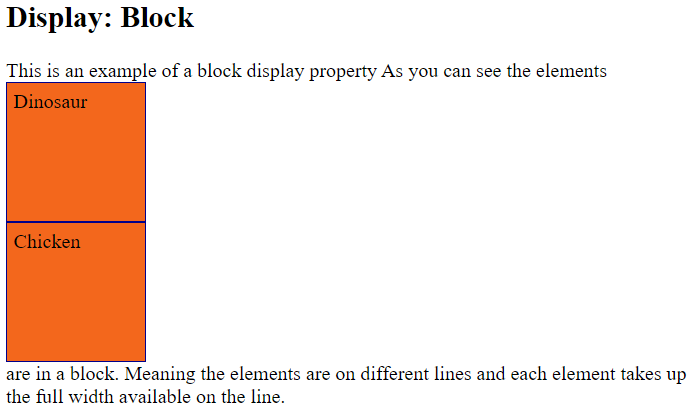 Display: Block
This is an example of a block display property As you can see the elements
Dinosaur
Chicken
are in a block. Meaning the elements are on different lines and each element takes up
the full width available on the line.